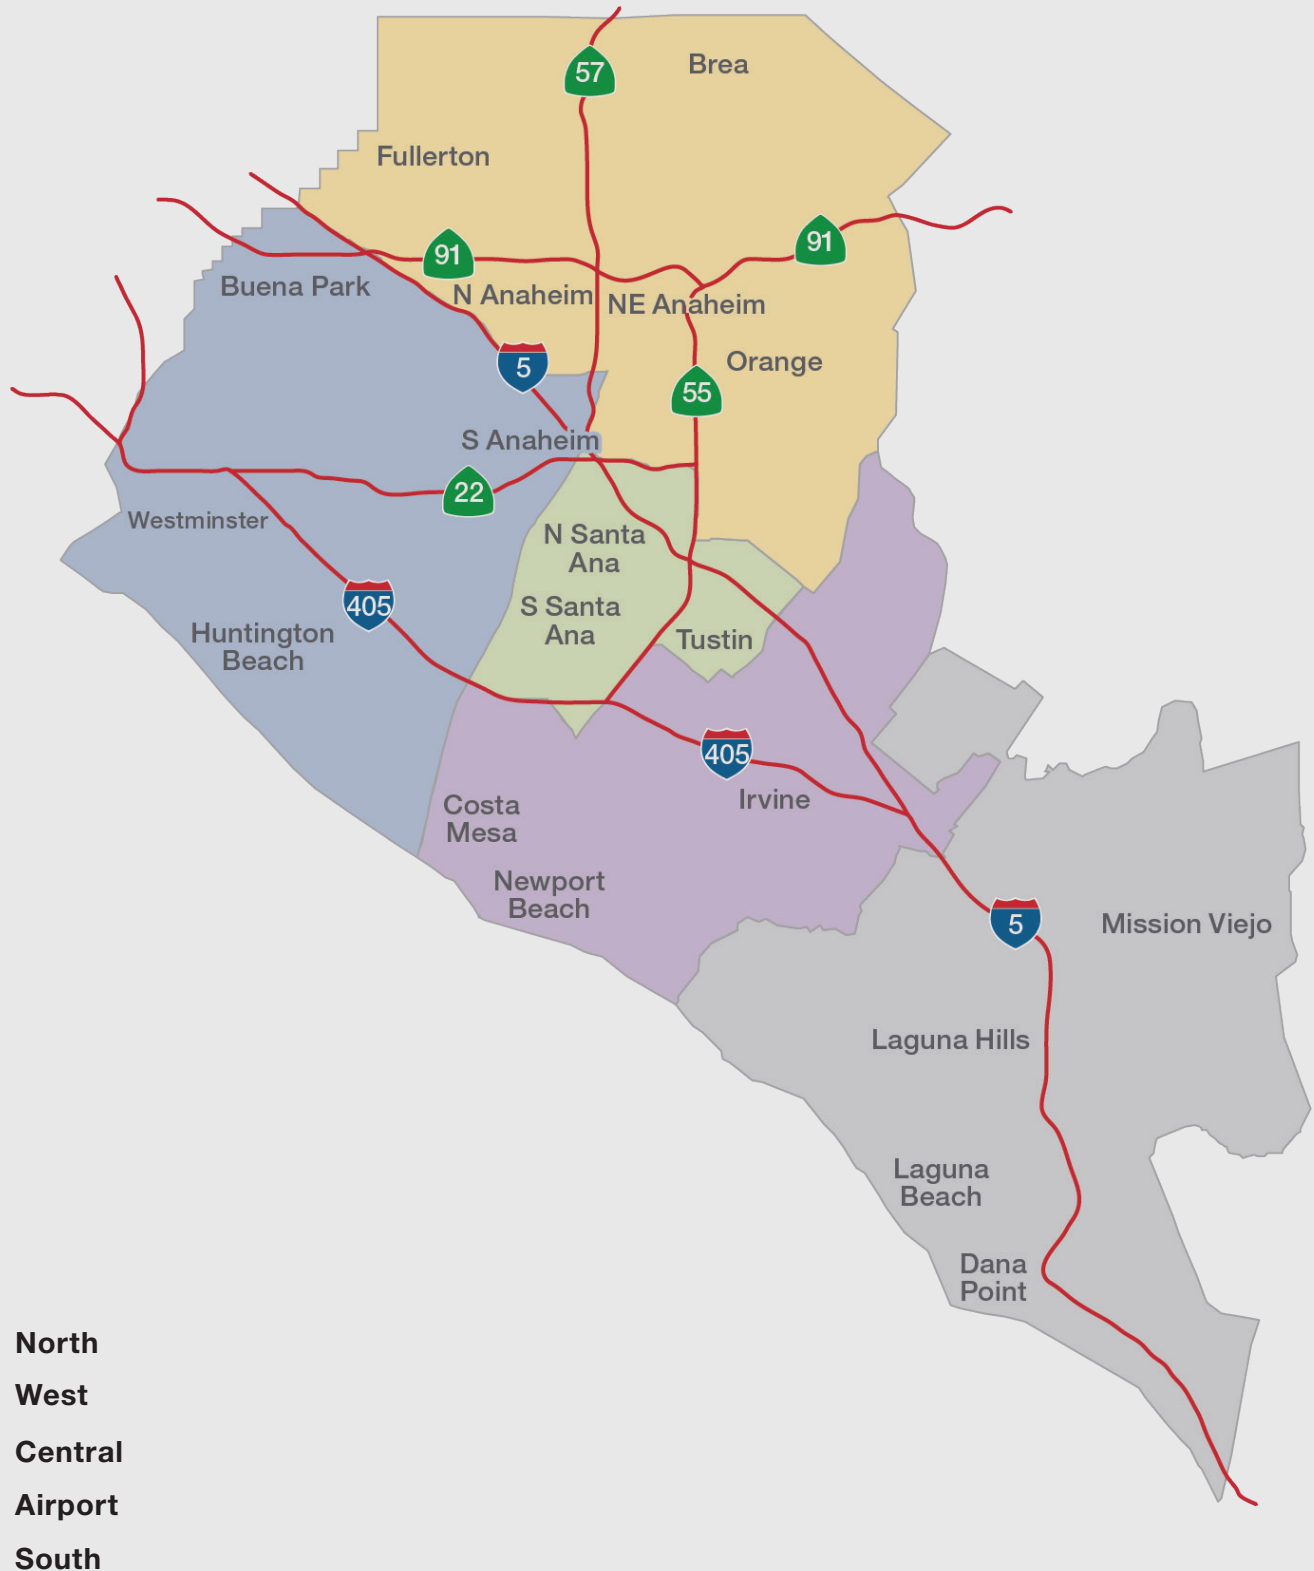 57
Brea
Fullerton
91
91
Buena Park
N Anaheim
NE Anaheim
5
Orange
55
S Anaheim
22
Westminster
N Santa
Ana
405
S Santa
Ana
Huntington
Beach
Tustin
405
Irvine
Costa
Mesa
Newport
Beach
5
Mission Viejo
Laguna Hills
Laguna
Beach
Dana
Point
North
West
Central
Airport
South